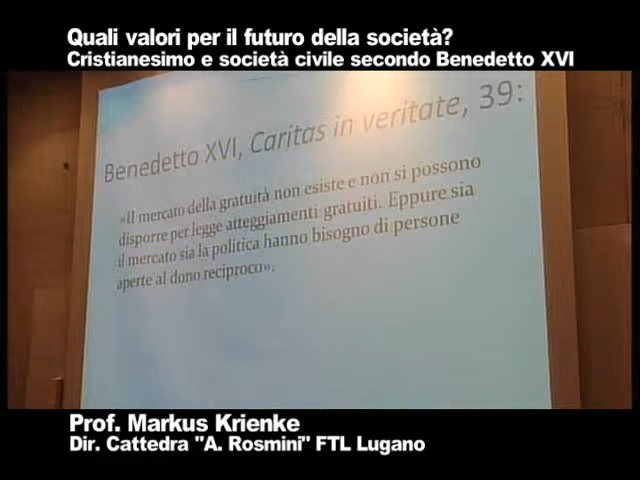 Quali valori per il futuro della società?
Cristianesimo e società civile secondo Benedetto XVI
Benedetto XVI, Caritas in veritate, 39:
«Il mercato della gratuità non esiste e non si possono
disporre per legge atteggiamenti gratuiti. Eppure sia
il mercato sia la politica hanno bisogno di persone
aperte al dono reciproco».
Prof. Markus Krienke
Dir. Cattedra "A. Rosmini" FTL Lugano